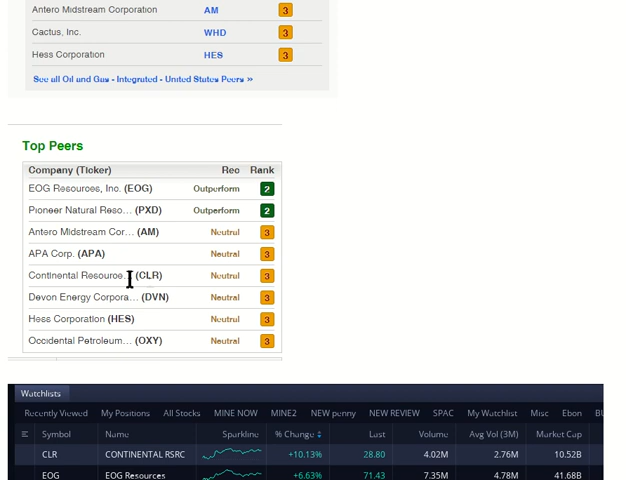 Antero Midstream Corporation AM 3
Cactus, Inc. WHD 3
Hess Corporation HES 3
See all Oil and Gas - Integrated - United States Peers »
Top Peers
Company (Ticker) Rec Rank
EOG Resources, Inc. (EOG) Outperform 2
Pioneer Natural Reso... (PXD) Outperform 2
Antero Midstream Cor... (AM) Neutral 3
APA Corp. (APA) Neutral 3
Continental Resource... (CLR) Neutral 3
Devon Energy Corpora... (DVN) Neutral 3
Hess Corporation (HES) Neutral 3
Occidental Petroleum... (OXY) Neutral 3
Watchlists
Recently Viewed My Positions All Stocks MINE NOW MINE2 NEW penny NEW REVIEW SPAC My Watchlist Misc Ebon BU
Symbol Name Sparkline % Change Last Volume Avg Vol (3M) Market Cap
CLR CONTINENTAL RSRC +10.13% 28.80 4.02M 2.76M 10.52B
EOG EOG Resources +6.63% 71.43 7.35M 4.78M 41.68B